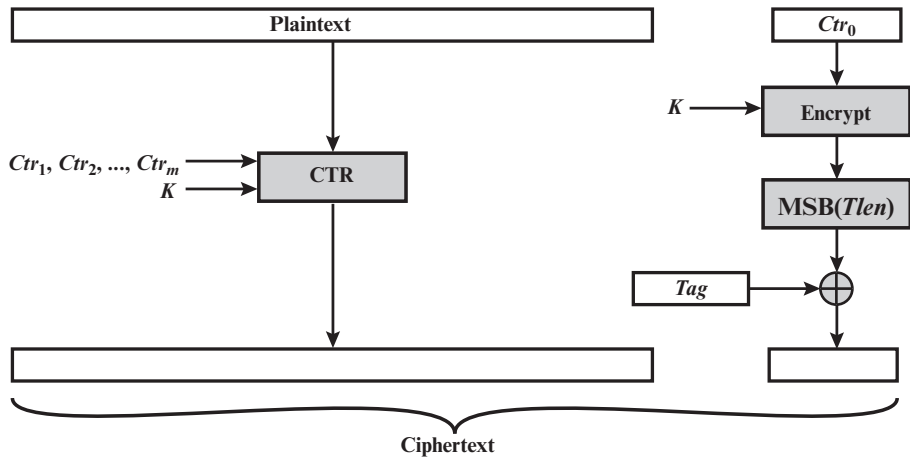 Plaintext
Ctr₀
K
Encrypt
Ctr₁, Ctr₂, ..., Ctrₘ
K
CTR
MSB(Tlen)
Tag
Ciphertext